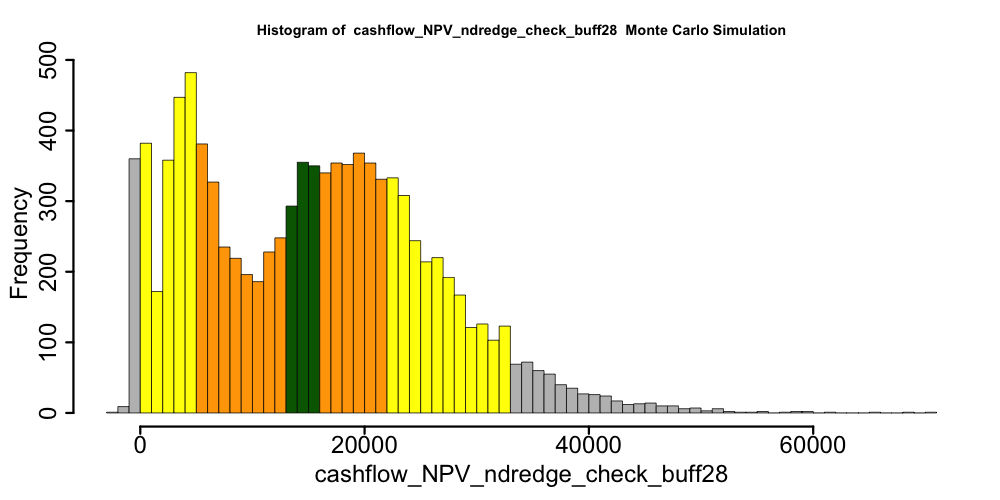 Histogram of  cashflow_NPV_ndredge_check_buff28  Monte Carlo Simulation
Frequency
500
400
300
200
100
0
0 20000 40000 60000
cashflow_NPV_ndredge_check_buff28